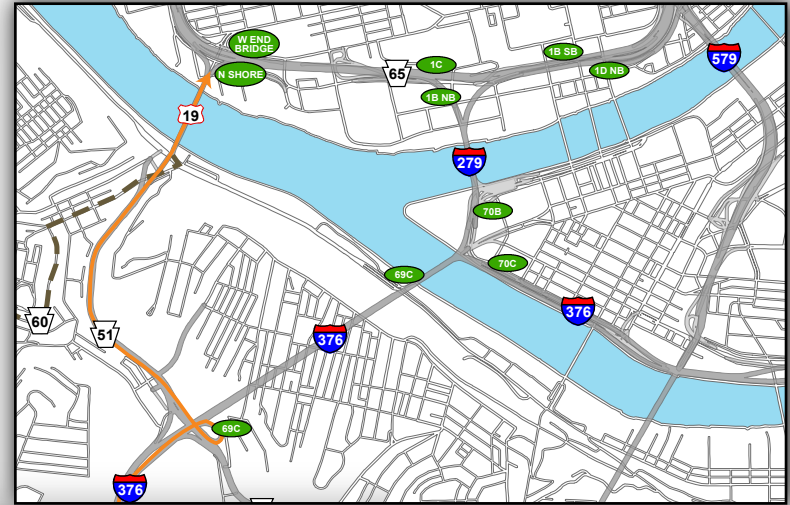 W END
BRIDGE
N SHORE
1C
65
1B NB
1B SB
1D NB
579
19
279
70B
70C
69C
376
376
60
51
69C
376